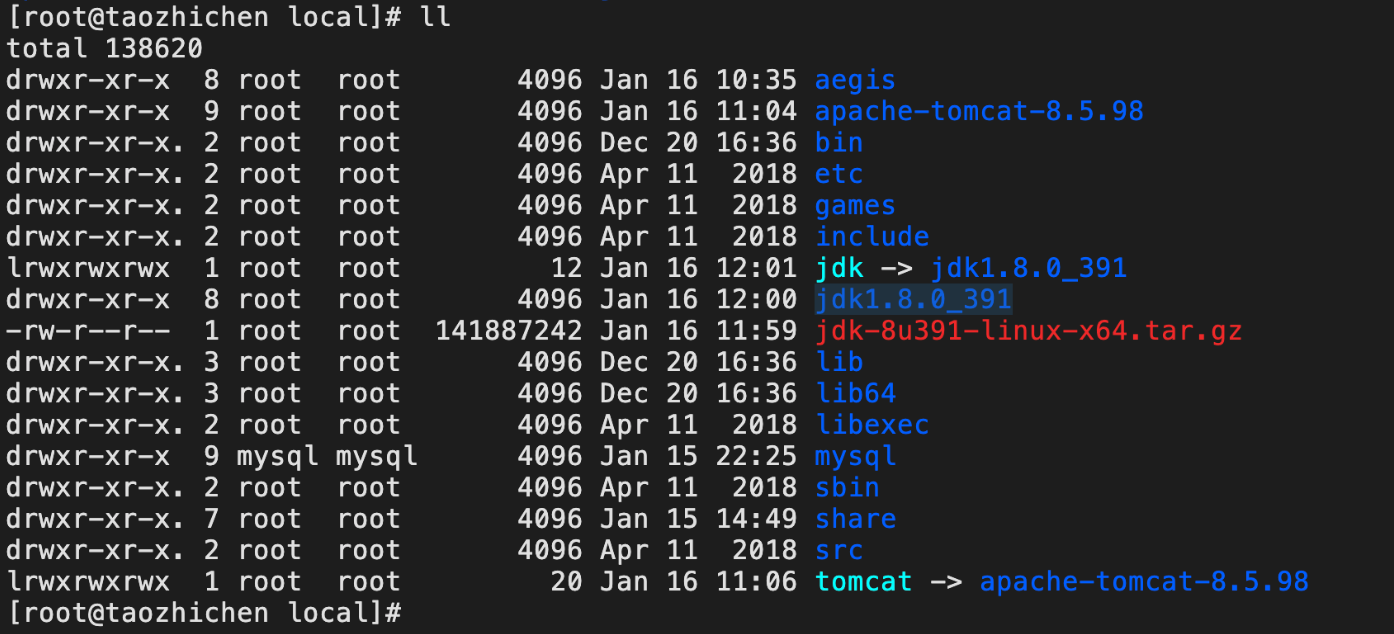 [root@taozhichen local]# ll
total 138620
drwxr-xr-x  8 root  root       4096 Jan 16 10:35 aegis
drwxr-xr-x  9 root  root       4096 Jan 16 11:04 apache-tomcat-8.5.98
drwxr-xr-x. 2 root  root       4096 Dec 20 16:36 bin
drwxr-xr-x. 2 root  root       4096 Apr 11  2018 etc
drwxr-xr-x. 2 root  root       4096 Apr 11  2018 games
drwxr-xr-x. 2 root  root       4096 Apr 11  2018 include
lrwxrwxrwx  1 root  root         12 Jan 16 12:01 jdk -> jdk1.8.0_391
drwxr-xr-x  8 root  root       4096 Jan 16 12:00 jdk1.8.0_391
-rw-r--r--  1 root  root  141887242 Jan 16 11:59 jdk-8u391-linux-x64.tar.gz
drwxr-xr-x. 3 root  root       4096 Dec 20 16:36 lib
drwxr-xr-x. 3 root  root       4096 Dec 20 16:36 lib64
drwxr-xr-x. 2 root  root       4096 Apr 11  2018 libexec
drwxr-xr-x  9 mysql mysql      4096 Jan 15 22:25 mysql
drwxr-xr-x. 2 root  root       4096 Apr 11  2018 sbin
drwxr-xr-x. 7 root  root       4096 Jan 15 14:49 share
drwxr-xr-x. 2 root  root       4096 Apr 11  2018 src
lrwxrwxrwx  1 root  root         20 Jan 16 11:06 tomcat -> apache-tomcat-8.5.98
[root@taozhichen local]#